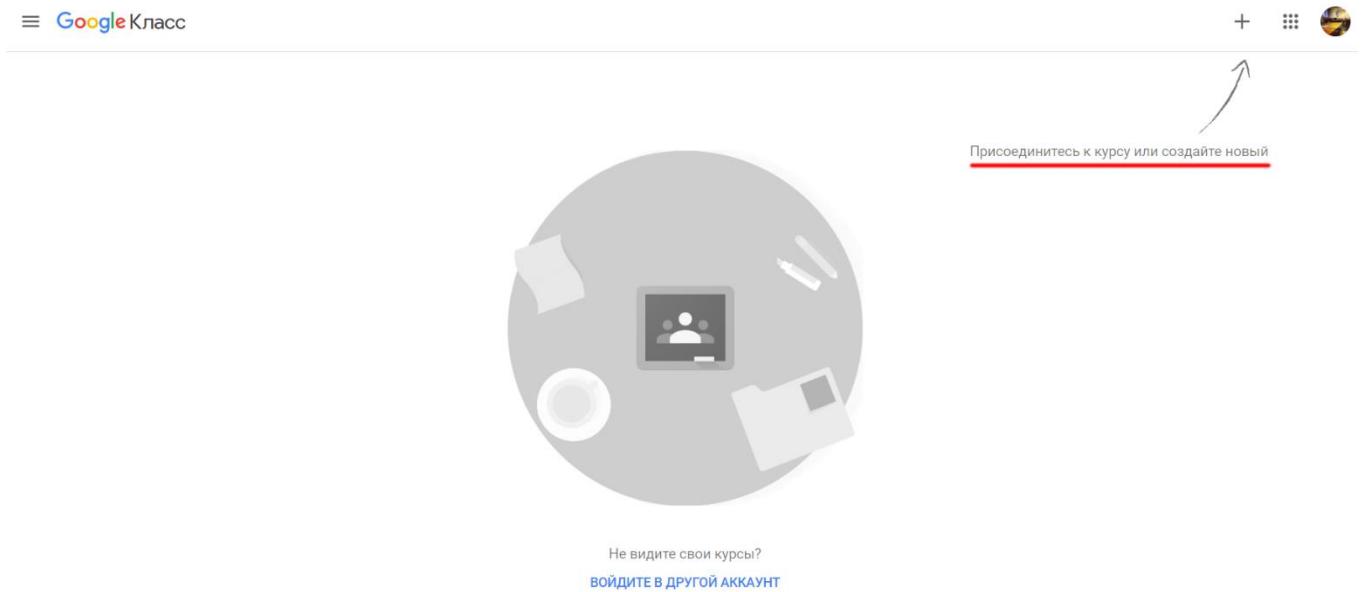 Google Класс
Присоединитесь к курсу или создайте новый
Не видите свои курсы?
ВОЙДИТЕ В ДРУГОЙ АККАУНТ